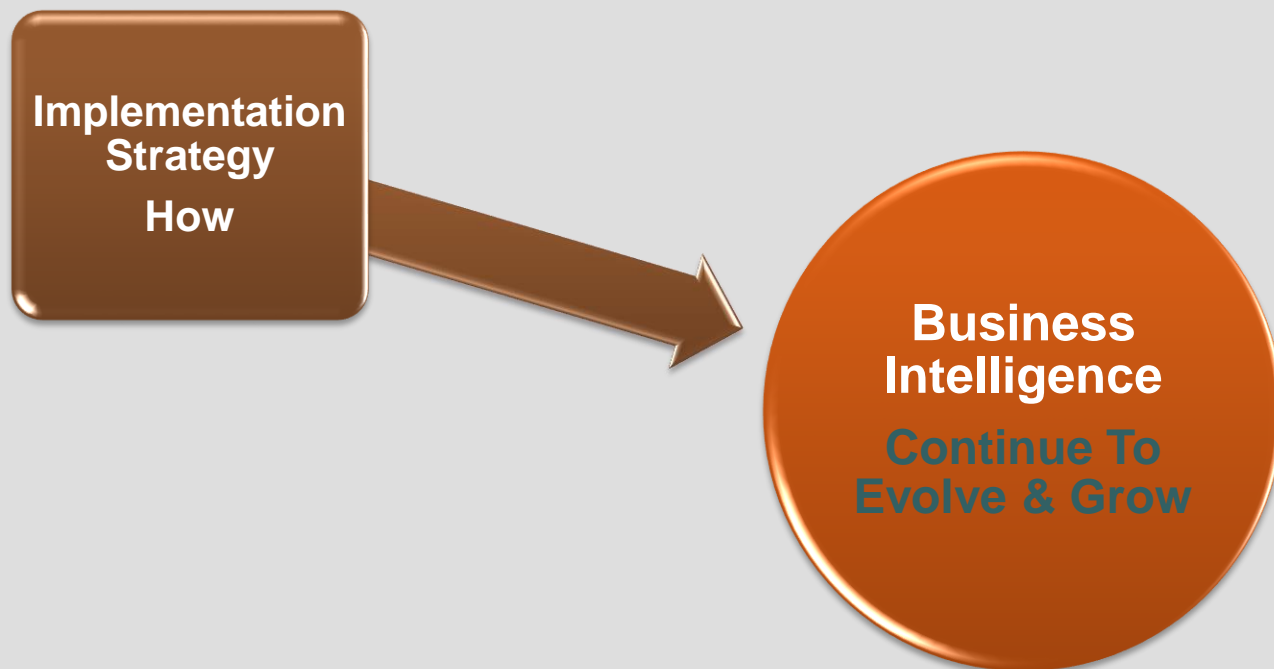 Implementation
Strategy
How
Business
Intelligence
Continue To
Evolve & Grow